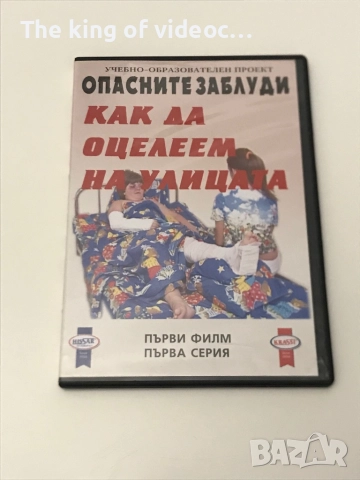 The king of videoc...
УЧЕБНО-ОБРАЗОВАТЕЛЕН ПРОЕКТ
ОПАСНИТЕ ЗАБЛУДИ
КАК ДА
ОЦЕЛЕЕМ
НА УЛИЦАТА
ПЪРВИ ФИЛМ
ПЪРВА СЕРИЯ
bazar